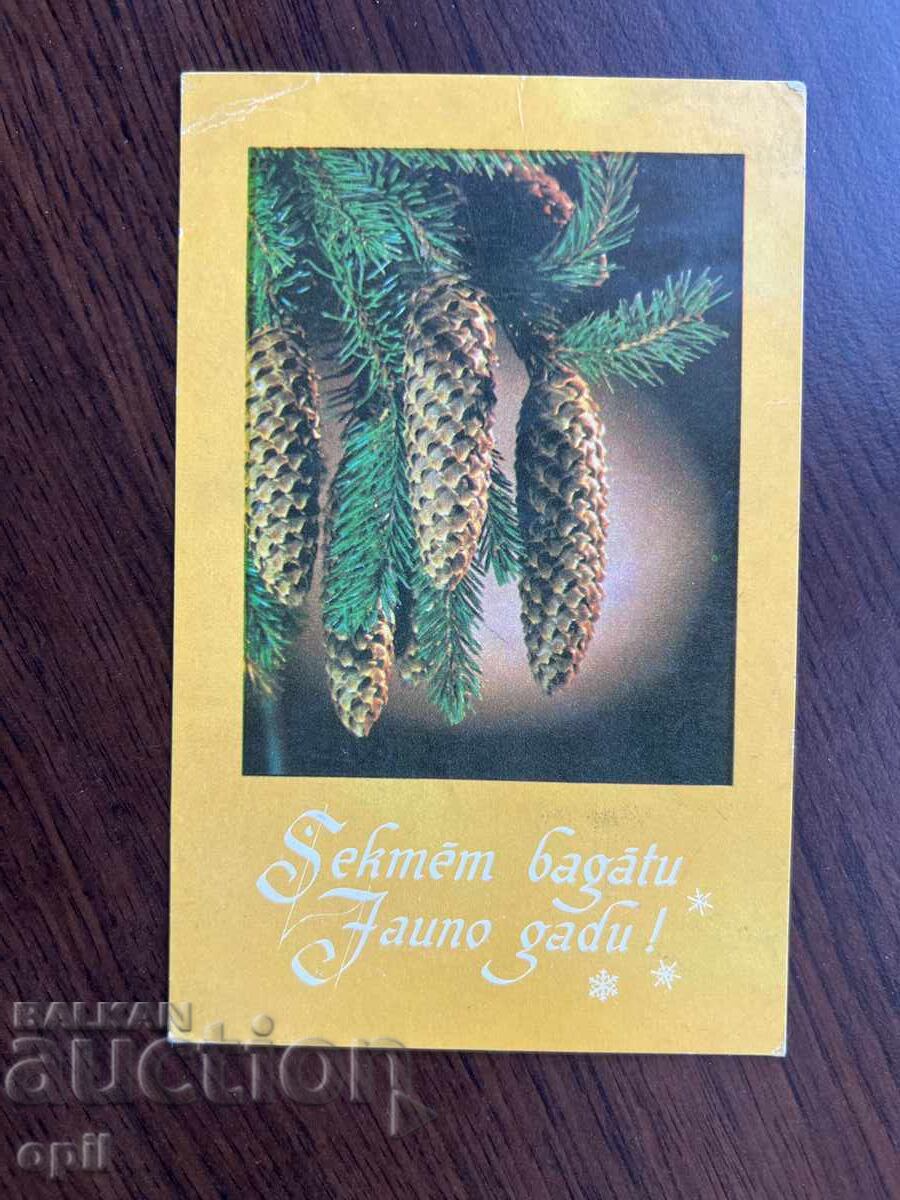 Sekmēm bagātu
Jauno gadu!
BALKAN
auction
opil